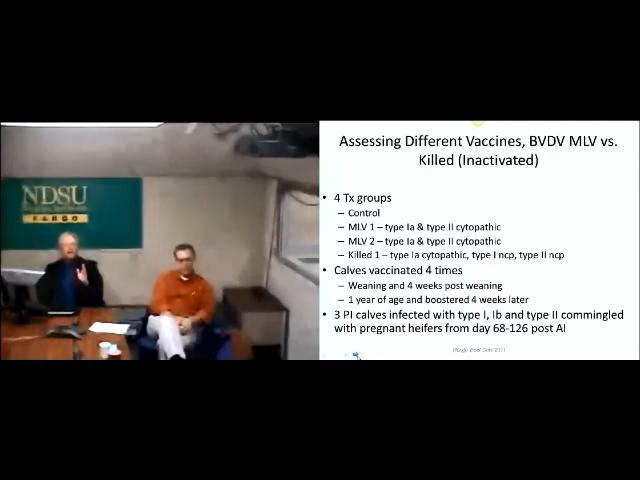 NDSU
FARGO
Assessing Different Vaccines, BVDV MLV vs.
Killed (Inactivated)
• 4 Tx groups
– Control
– MLV 1 – type Ia & type II cytopathic
– MLV 2 – type Ia & type II cytopathic
– Killed 1 – type Ia cytopathic, type I ncp, type II ncp
• Calves vaccinated 4 times
– Weaning and 4 weeks post weaning
– 1 year of age and boostered 4 weeks later
• 3 PI calves infected with type I, Ib and type II commingled
with pregnant heifers from day 68-126 post AI
2011